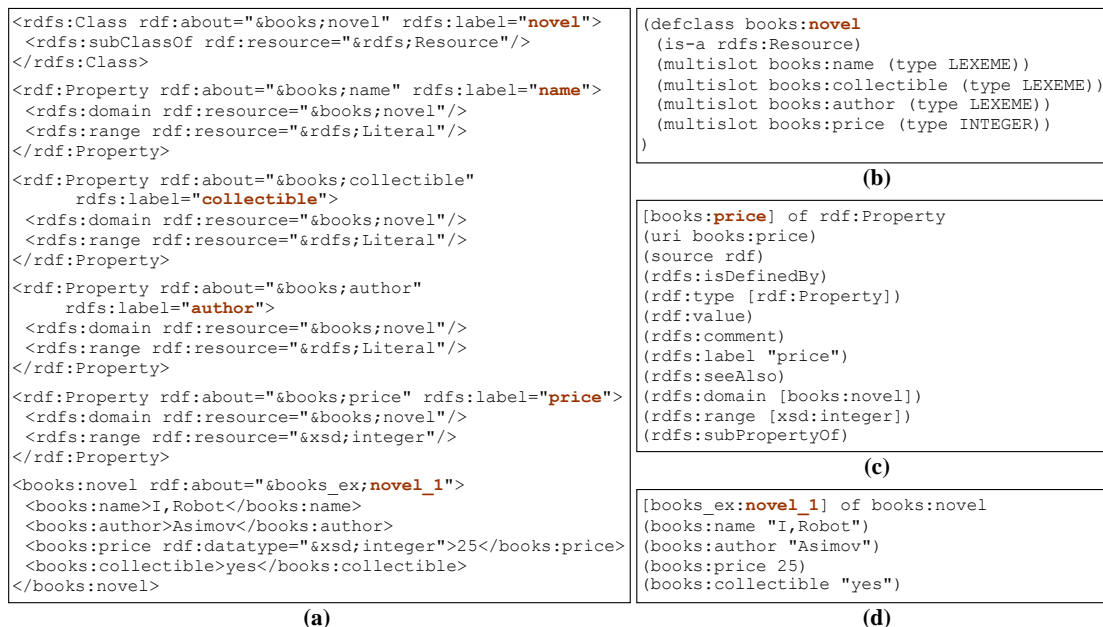 <rdfs:Class rdf:about="&books;novel" rdfs:label="novel">
<rdfs:subClassOf rdf:resource="&rdfs;Resource"/>
</rdfs:Class>
<rdf:Property rdf:about="&books;name" rdfs:label="name">
<rdfs:domain rdf:resource="&books;novel"/>
<rdfs:range rdf:resource="&rdfs;Literal"/>
</rdf:Property>
<rdf:Property rdf:about="&books;collectible"
rdfs:label="collectible">
<rdfs:domain rdf:resource="&books;novel"/>
<rdfs:range rdf:resource="&rdfs;Literal"/>
</rdf:Property>
<rdf:Property rdf:about="&books;author"
rdfs:label="author">
<rdfs:domain rdf:resource="&books;novel"/>
<rdfs:range rdf:resource="&rdfs;Literal"/>
</rdf:Property>
<rdf:Property rdf:about="&books;price" rdfs:label="price">
<rdfs:domain rdf:resource="&books;novel"/>
<rdfs:range rdf:resource="&xsd;integer"/>
</rdf:Property>
<books:novel rdf:about="&books_ex;novel_1">
<books:name>I,Robot</books:name>
<books:author>Asimov</books:author>
<books:price rdf:datatype="&xsd;integer">25</books:price>
<books:collectible>yes</books:collectible>
</books:novel>
(a)
(defclass books:novel
(is-a rdfs:Resource)
(multislot books:name (type LEXEME))
(multislot books:collectible (type LEXEME))
(multislot books:author (type LEXEME))
(multislot books:price (type INTEGER))
)
(b)
[books:price] of rdf:Property
(uri books:price)
(source rdf)
(rdfs:isDefinedBy)
(rdf:type [rdf:Property])
(rdf:value)
(rdfs:comment)
(rdfs:label "price")
(rdfs:seeAlso)
(rdfs:domain [books:novel])
(rdfs:range [xsd:integer])
(rdfs:subPropertyOf)
(c)
[books_ex:novel_1] of books:novel
(books:name "I,Robot")
(books:author "Asimov")
(books:price 25)
(books:collectible "yes")
(d)